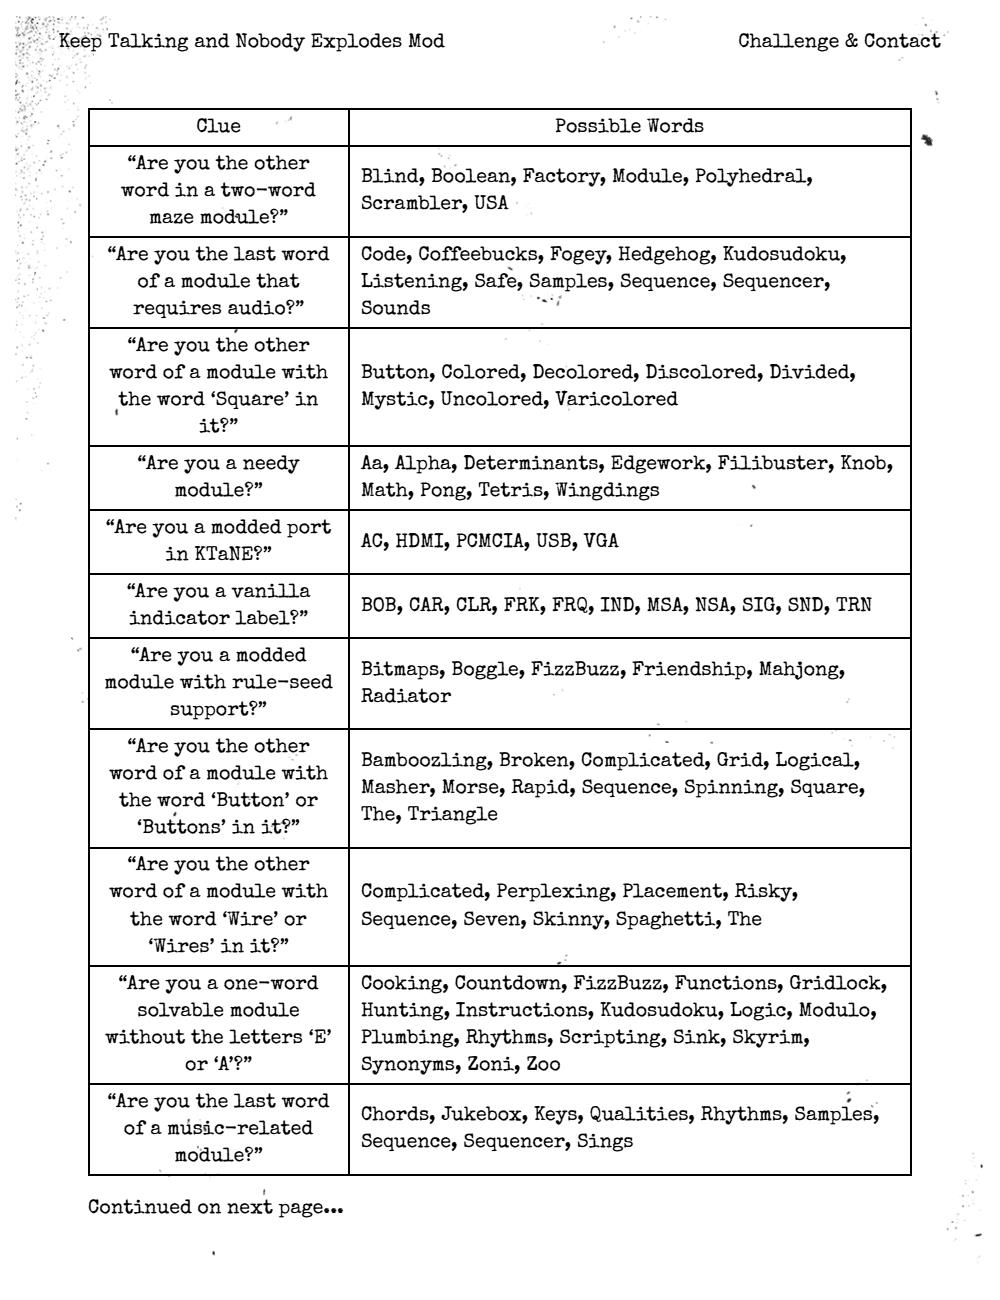 Keep Talking and Nobody Explodes Mod
Challenge & Contact
Clue
Possible Words
“Are you the other
word in a two-word
maze module?”
Blind, Boolean, Factory, Module, Polyhedral,
Scrambler, USA
“Are you the last word
of a module that
requires audio?”
Code, Coffeebucks, Fogey, Hedgehog, Kudosudoku,
Listening, Safe, Samples, Sequence, Sequencer,
Sounds
“Are you the other
word of a module with
the word ‘Square’ in
it?”
Button, Colored, Decolored, Discolored, Divided,
Mystic, Uncolored, Varicolored
“Are you a needy
module?”
Aa, Alpha, Determinants, Edgework, Filibuster, Knob,
Math, Pong, Tetris, Wingdings
“Are you a modded port
in KTaNE?”
AC, HDMI, PCMCIA, USB, VGA
“Are you a vanilla
indicator label?”
BOB, CAR, CLR, FRK, FRQ, IND, MSA, NSA, SIG, SND, TRN
“Are you a modded
module with rule-seed
support?”
Bitmaps, Boggle, FizzBuzz, Friendship, Mahjong,
Radiator
“Are you the other
word of a module with
the word ‘Button’ or
‘Buttons’ in it?”
Bamboozling, Broken, Complicated, Grid, Logical,
Masher, Morse, Rapid, Sequence, Spinning, Square,
The, Triangle
“Are you the other
word of a module with
the word ‘Wire’ or
‘Wires’ in it?”
Complicated, Perplexing, Placement, Risky,
Sequence, Seven, Skinny, Spaghetti, The
“Are you a one-word
solvable module
without the letters ‘E’
or ‘A’?”
Cooking, Countdown, FizzBuzz, Functions, Gridlock,
Hunting, Instructions, Kudosudoku, Logic, Modulo,
Plumbing, Rhythms, Scripting, Sink, Skyrim,
Synonyms, Zoni, Zoo
“Are you the last word
of a music-related
module?”
Chords, Jukebox, Keys, Qualities, Rhythms, Samples,
Sequence, Sequencer, Sings
Continued on next page...